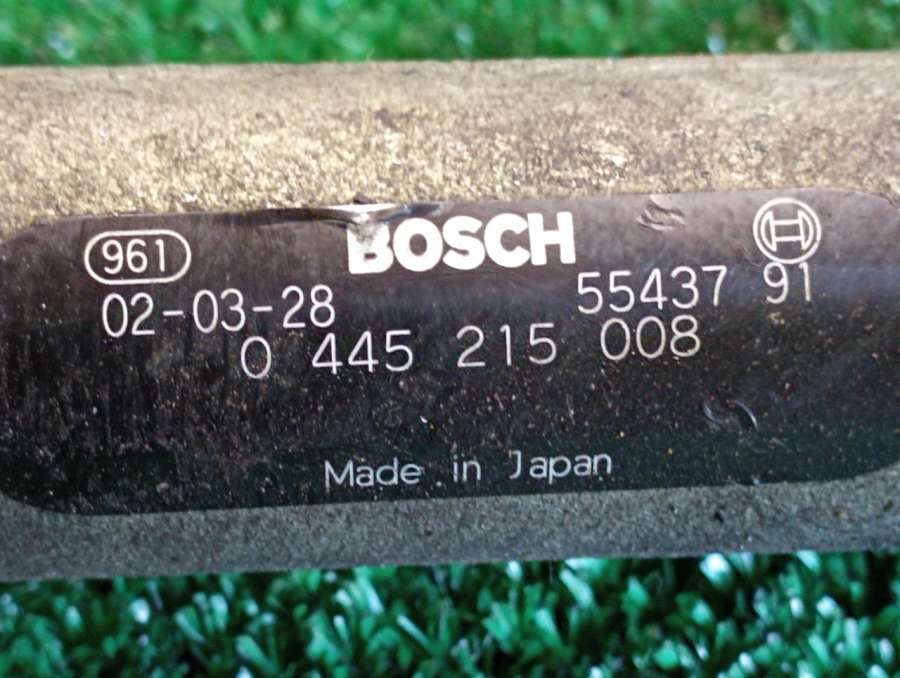 961 BOSCH
02-03-28 55437 91
0 445 215 008
Made in Japan